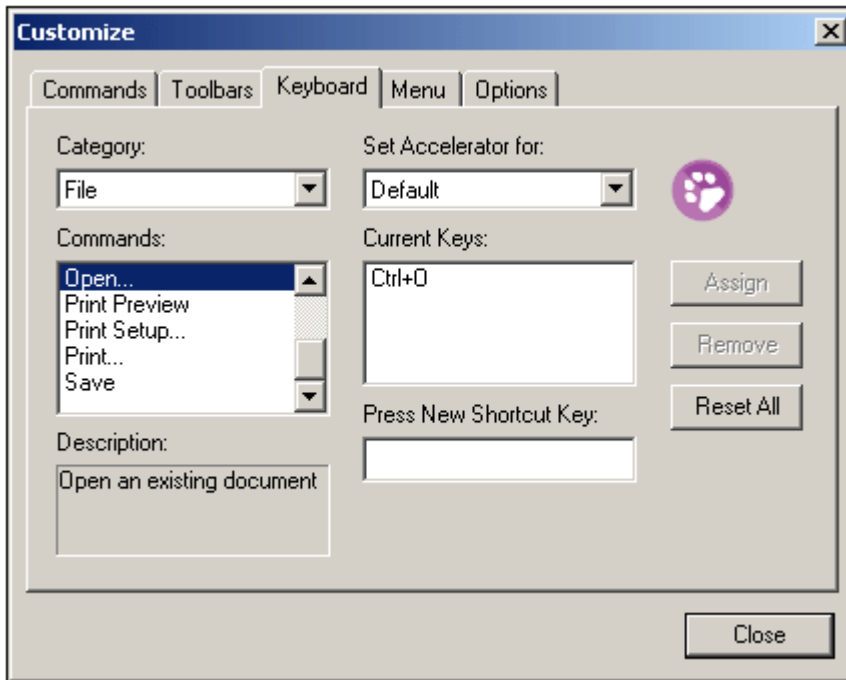 Customize
Commands Toolbars Keyboard Menu Options
Category:
File
Set Accelerator for:
Default
Commands:
Open...
Print Preview
Print Setup...
Print...
Save
Current Keys:
Ctrl+O
Assign
Remove
Reset All
Description:
Open an existing document
Press New Shortcut Key:
Close